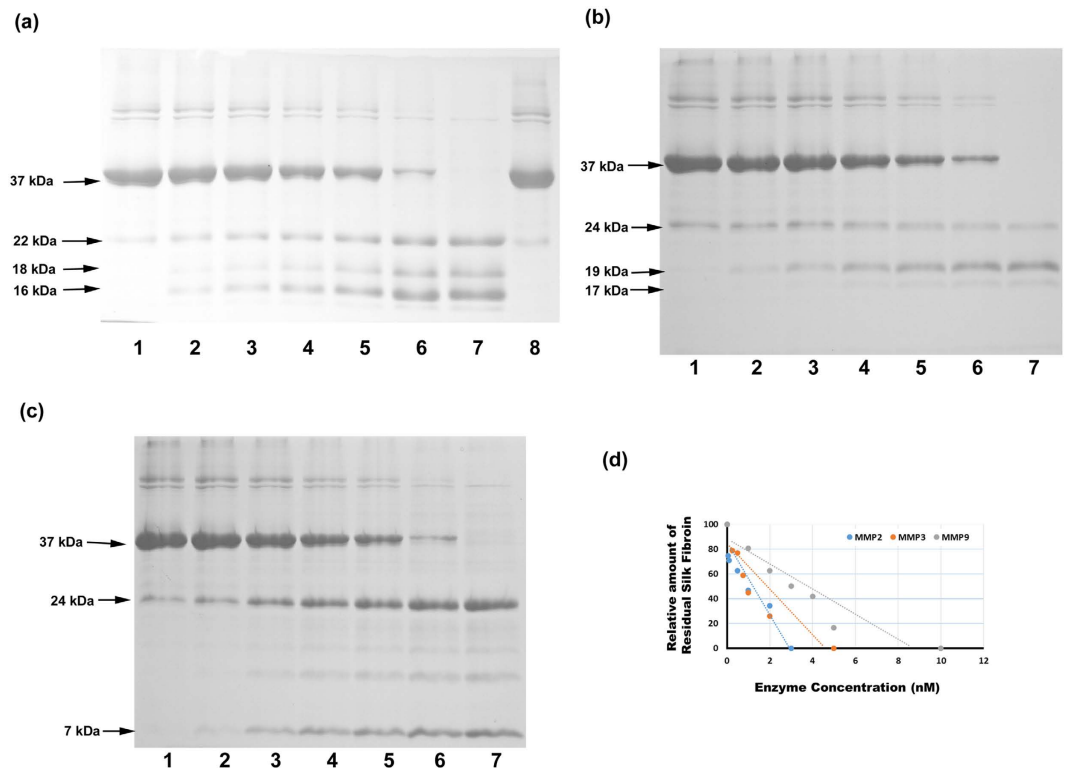 (a)
37 kDa
22 kDa
18 kDa
16 kDa
1 2 3 4 5 6 7 8
(b)
37 kDa
24 kDa
19 kDa
17 kDa
1 2 3 4 5 6 7
(c)
37 kDa
24 kDa
7 kDa
1 2 3 4 5 6 7
(d)
Relative amount of
Residual Silk Fibroin
100
80
60
40
20
0
MMP2 MMP3 MMP9
0 2 4 6 8 10 12
Enzyme Concentration (nM)